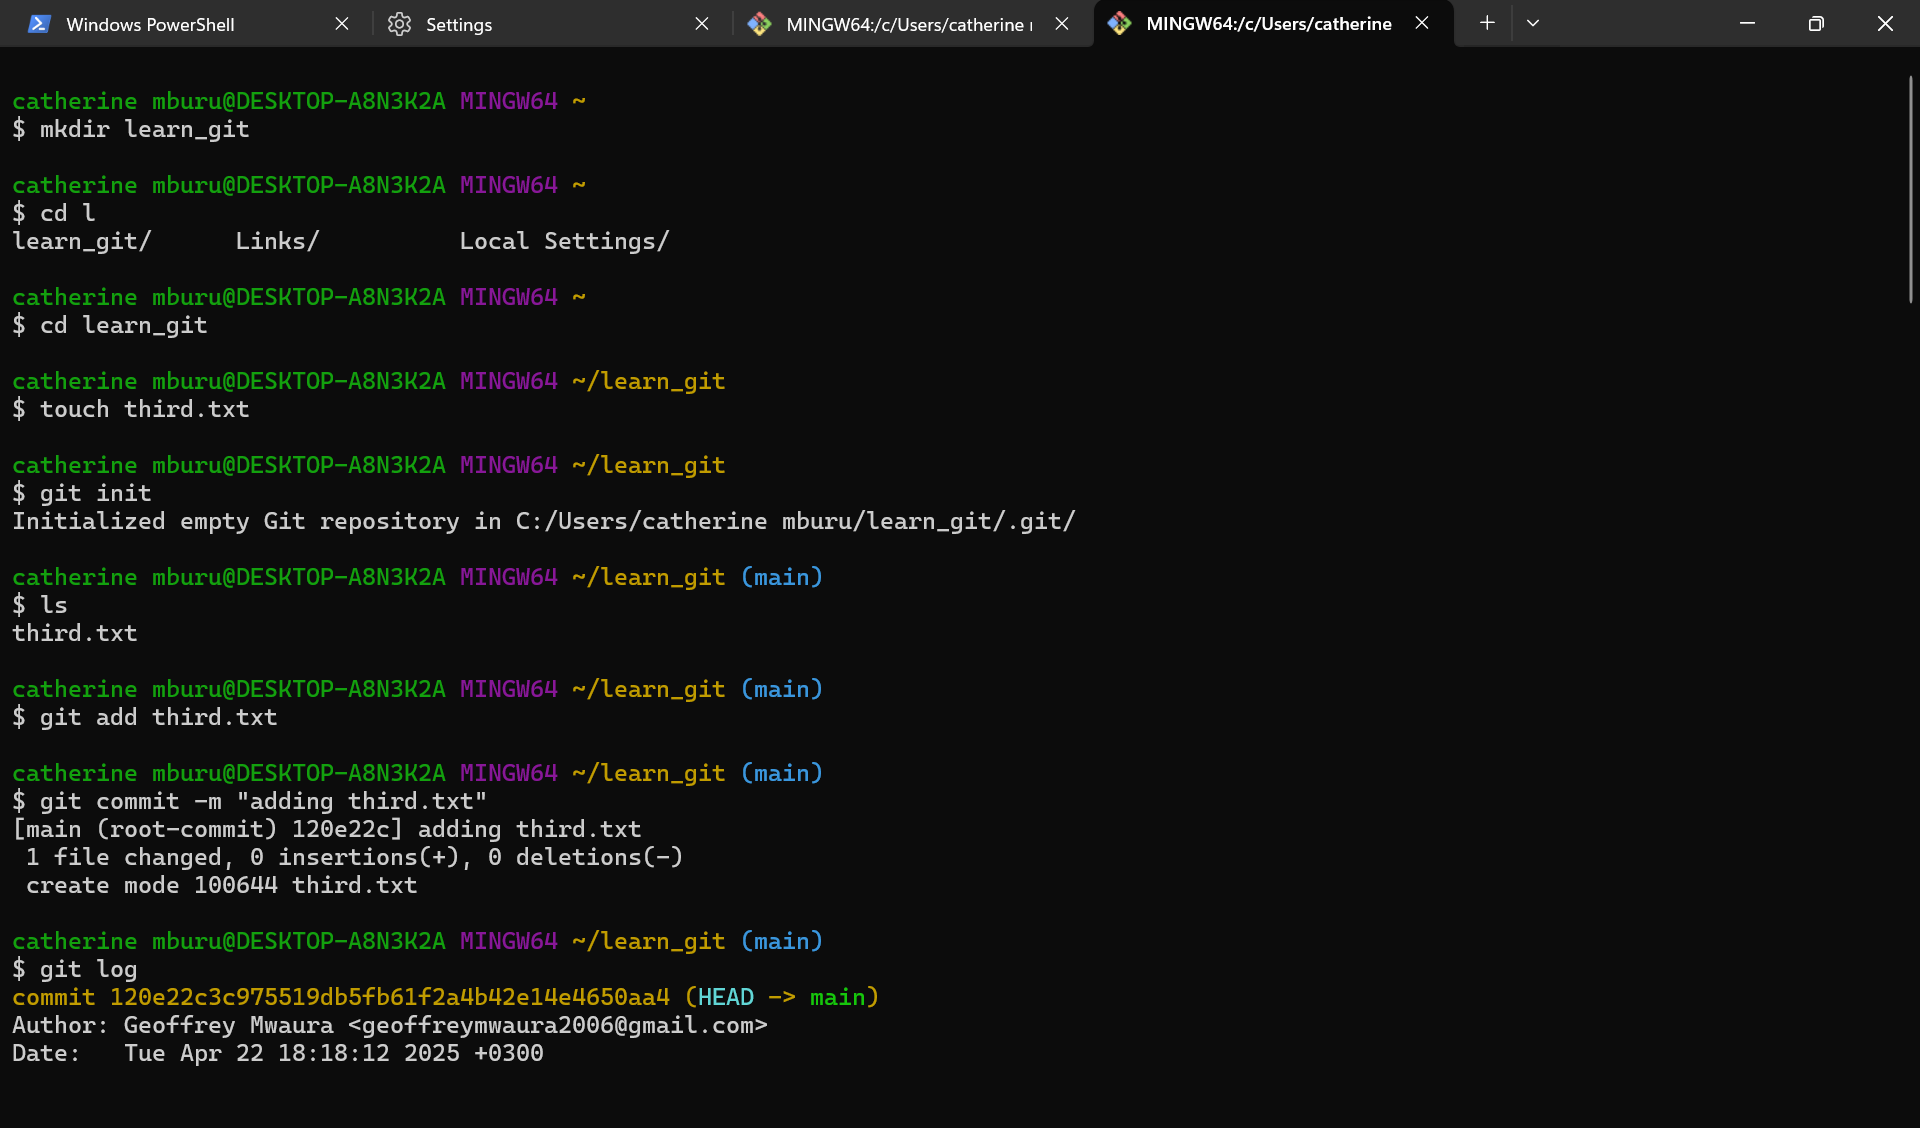 Windows PowerShell
Settings
MINGW64:/c/Users/catherine
MINGW64:/c/Users/catherine
catherine mburu@DESKTOP-A8N3K2A MINGW64 ~
$ mkdir learn_git
catherine mburu@DESKTOP-A8N3K2A MINGW64 ~
$ cd l
learn_git/      Links/          Local Settings/
catherine mburu@DESKTOP-A8N3K2A MINGW64 ~
$ cd learn_git
catherine mburu@DESKTOP-A8N3K2A MINGW64 ~/learn_git
$ touch third.txt
catherine mburu@DESKTOP-A8N3K2A MINGW64 ~/learn_git
$ git init
Initialized empty Git repository in C:/Users/catherine mburu/learn_git/.git/
catherine mburu@DESKTOP-A8N3K2A MINGW64 ~/learn_git (main)
$ ls
third.txt
catherine mburu@DESKTOP-A8N3K2A MINGW64 ~/learn_git (main)
$ git add third.txt
catherine mburu@DESKTOP-A8N3K2A MINGW64 ~/learn_git (main)
$ git commit -m "adding third.txt"
[main (root-commit) 120e22c] adding third.txt
 1 file changed, 0 insertions(+), 0 deletions(-)
 create mode 100644 third.txt
catherine mburu@DESKTOP-A8N3K2A MINGW64 ~/learn_git (main)
$ git log
commit 120e22c3c975519db5fb61f2a4b42e14e4650aa4 (HEAD -> main)
Author: Geoffrey Mwaura <geoffreymwaura2006@gmail.com>
Date:   Tue Apr 22 18:18:12 2025 +0300